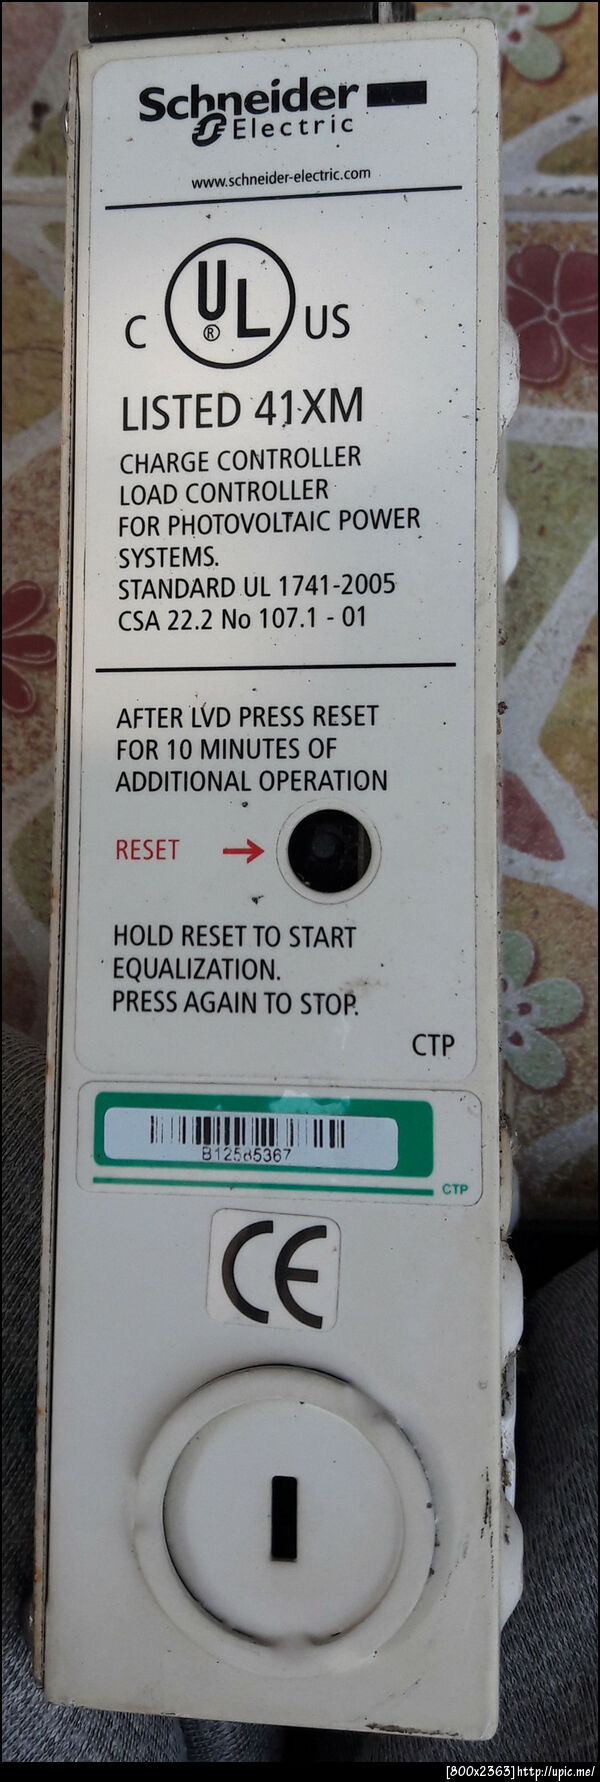 Schneider
Electric
www.schneider-electric.com
C UL® US
LISTED 41XM
CHARGE CONTROLLER
LOAD CONTROLLER
FOR PHOTOVOLTAIC POWER
SYSTEMS.
STANDARD UL 1741-2005
CSA 22.2 No 107.1 - 01
AFTER LVD PRESS RESET
FOR 10 MINUTES OF
ADDITIONAL OPERATION
RESET →
HOLD RESET TO START
EQUALIZATION.
PRESS AGAIN TO STOP.
CTP
CTP
CE
[800x2363]http://upic.me/